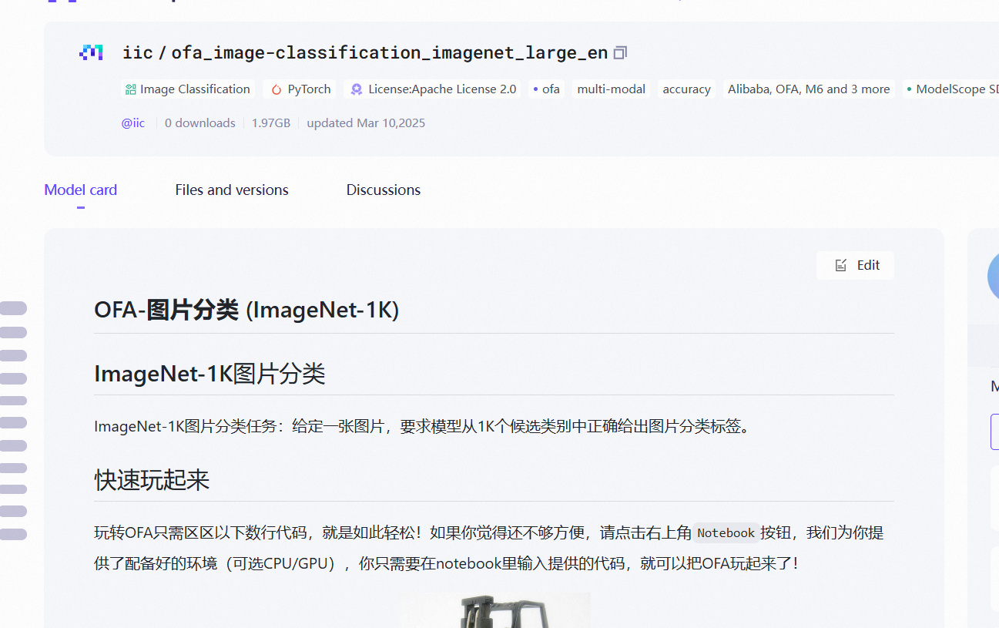 iic / ofa_image-classification_imagenet_large_en
Image Classification PyTorch License:Apache License 2.0 ofa multi-modal accuracy Alibaba, OFA, M6 and 3 more ModelScope SD
@iic 0 downloads 1.97GB updated Mar 10,2025
Model card Files and versions Discussions
Edit
OFA-图片分类 (ImageNet-1K)
ImageNet-1K图片分类
ImageNet-1K图片分类任务：给定一张图片，要求模型从1K个候选类别中正确给出图片分类标签。
快速玩起来
玩转OFA只需区区以下数行代码，就是如此轻松！如果你觉得还不够方便，请点击右上角 Notebook 按钮，我们为你提
供了配备好的环境（可选CPU/GPU），你只需要在notebook里输入提供的代码，就可以把OFA玩起来了！